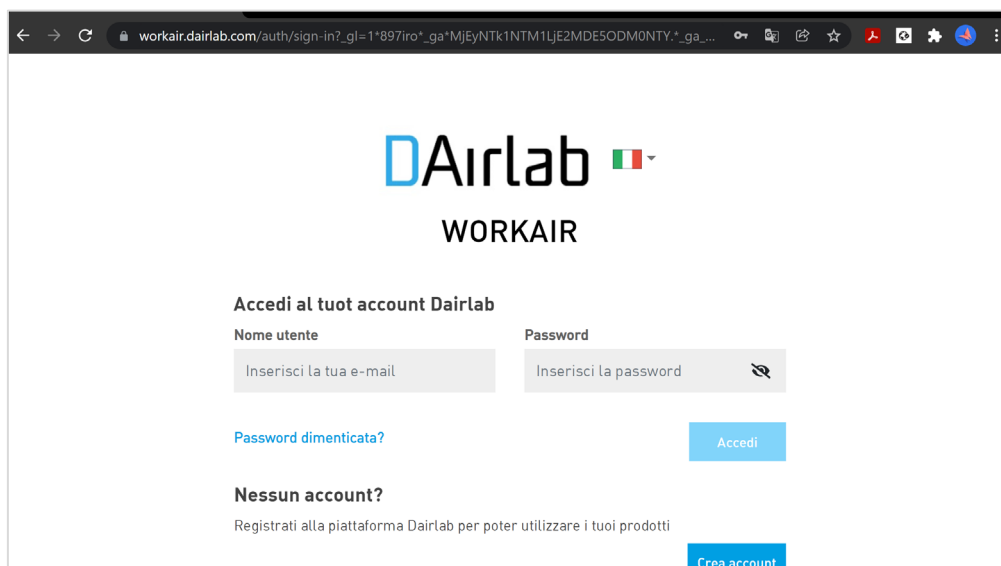 workair.dairlab.com/auth/sign-in?_gl=1*897iro*_ga*MjEyNTk1NTM1LjE2MDE5ODM0NTY.*_ga_...
DAırlab
WORKAIR
Accedi al tuot account Dairlab
Nome utente Password
Inserisci la tua e-mail Inserisci la password
Password dimenticata? Accedi
Nessun account?
Registrati alla piattaforma Dairlab per poter utilizzare i tuoi prodotti
Crea account